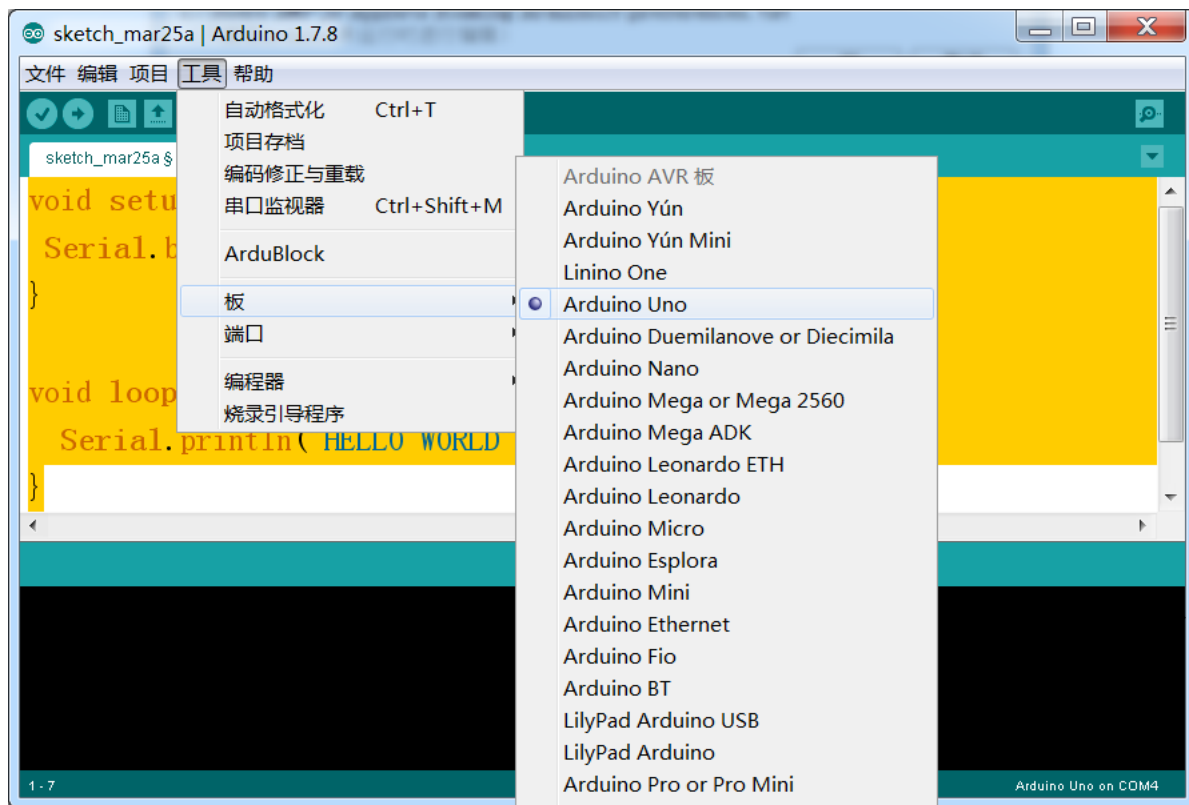 sketch_mar25a | Arduino 1.7.8
文件 编辑 项目 工具 帮助
sketch_mar25a §
自动格式化 Ctrl+T
项目存档
编码修正与重载
串口监视器 Ctrl+Shift+M
ArduBlock
板
端口
编程器
烧录引导程序
Arduino AVR 板
Arduino Yún
Arduino Yún Mini
Linino One
Arduino Uno
Arduino Duemilanove or Diecimila
Arduino Nano
Arduino Mega or Mega 2560
Arduino Mega ADK
Arduino Leonardo ETH
Arduino Leonardo
Arduino Micro
Arduino Esplora
Arduino Mini
Arduino Ethernet
Arduino Fio
Arduino BT
LilyPad Arduino USB
LilyPad Arduino
Arduino Pro or Pro Mini
void setu
Serial.b
}
void loop
Serial.println( HELLO WORLD
}
1 - 7
Arduino Uno on COM4